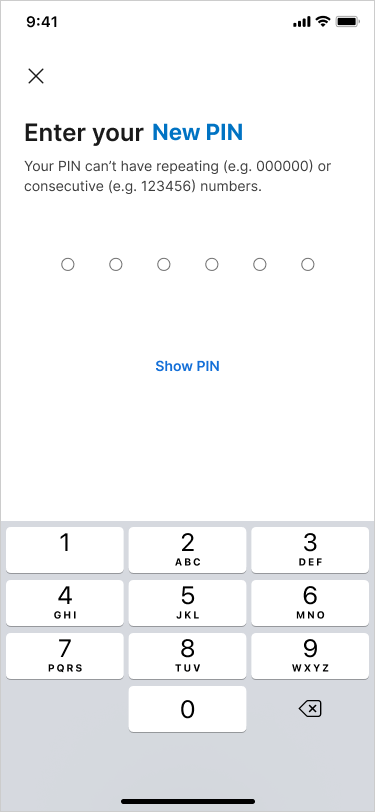 9:41
Enter your New PIN
Your PIN can’t have repeating (e.g. 000000) or
consecutive (e.g. 123456) numbers.
Show PIN
1 2 3
ABC DEF
4 5 6
GHI JKL MNO
7 8 9
PQRS TUV WXYZ
0